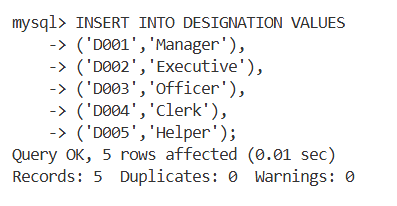 mysql> INSERT INTO DESIGNATION VALUES
    -> ('D001','Manager'),
    -> ('D002','Executive'),
    -> ('D003','Officer'),
    -> ('D004','Clerk'),
    -> ('D005','Helper');
Query OK, 5 rows affected (0.01 sec)
Records: 5  Duplicates: 0  Warnings: 0